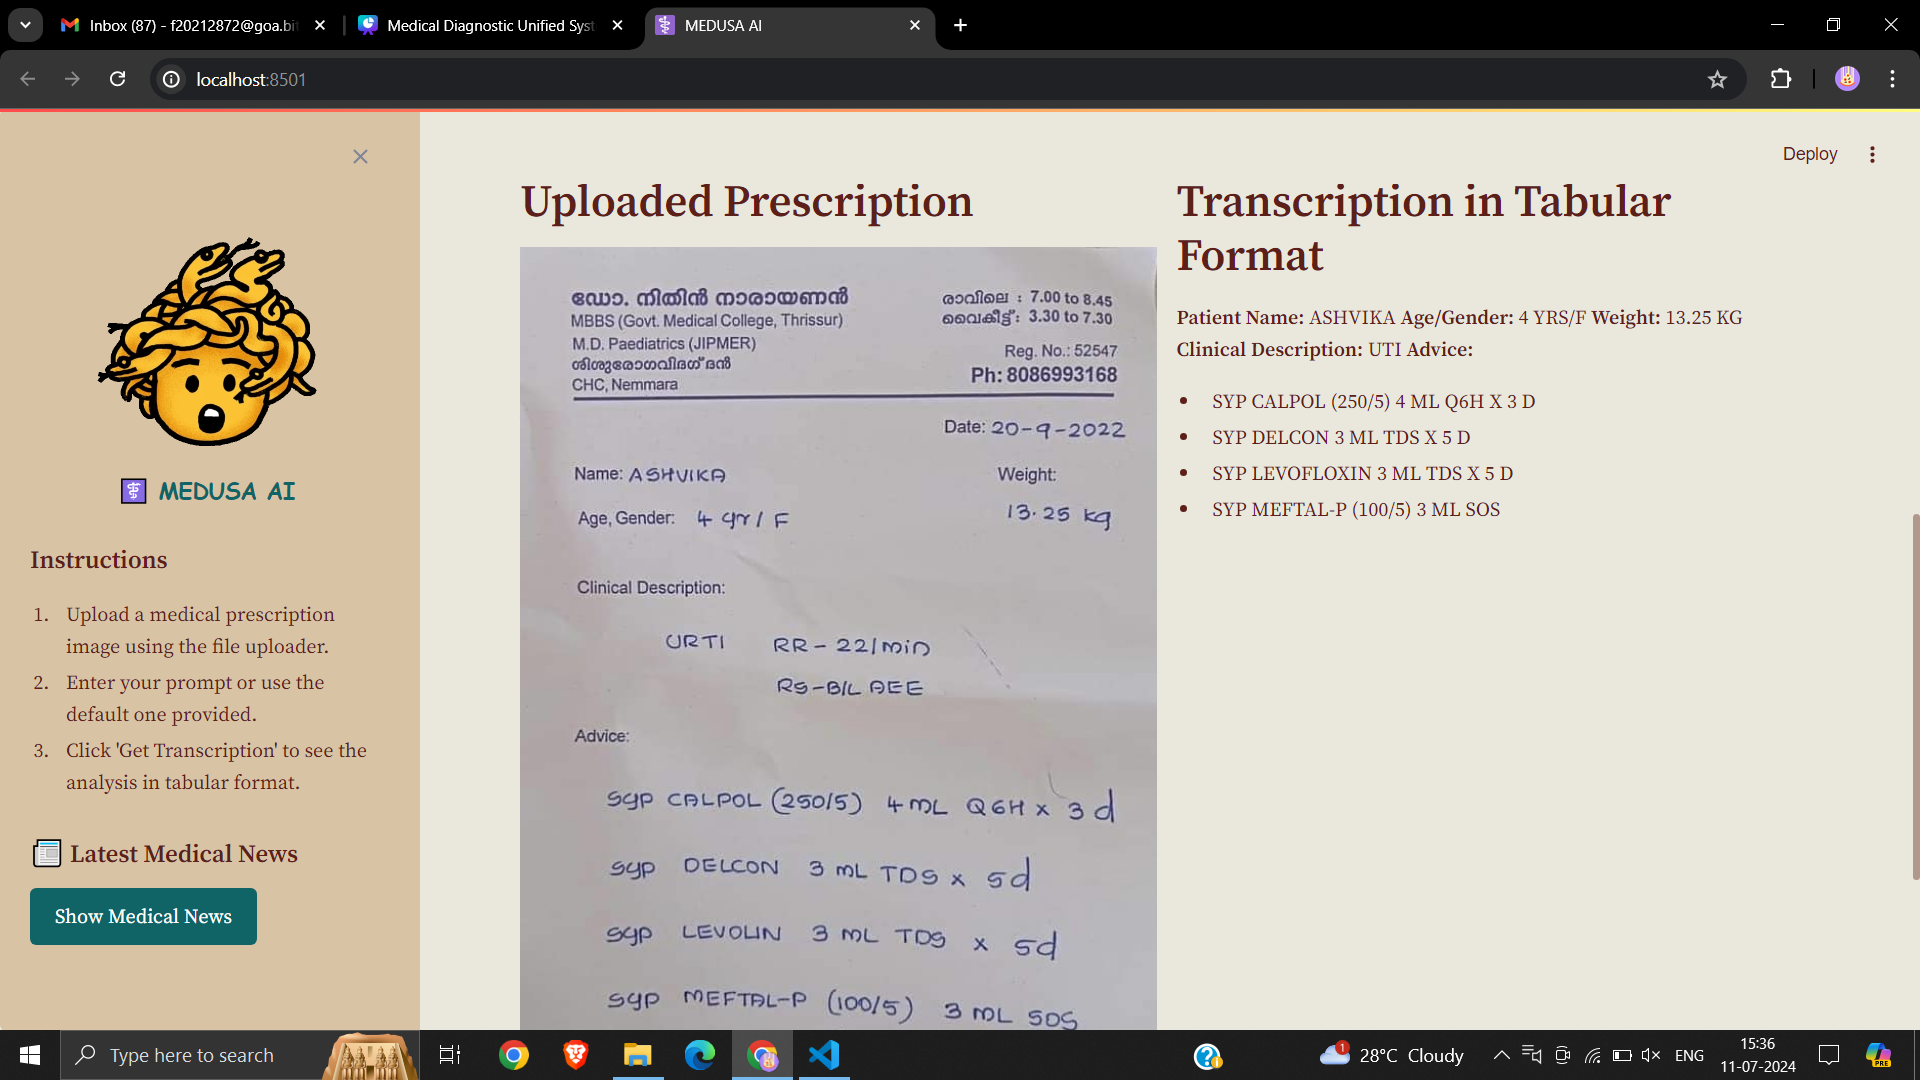 Inbox (87) - f20212872@goa.bit
Medical Diagnostic Unified Syst
MEDUSA AI
localhost:8501
Deploy
MEDUSA AI
Instructions
1. Upload a medical prescription
image using the file uploader.
2. Enter your prompt or use the
default one provided.
3. Click 'Get Transcription' to see the
analysis in tabular format.
Latest Medical News
Show Medical News
Uploaded Prescription
ഡോ. നിതിൻ നാരായണൻ
MBBS (Govt. Medical College, Thrissur)
M.D. Paediatrics (JIPMER)
ശിശുരോഗവിദഗ്ദൻ
CHC, Nemmara
രാവിലെ : 7.00 to 8.45
വൈകീട്ട് : 3.30 to 7.30
Reg. No.: 52547
Ph: 8086993168
Date: 20-9-2022
Name: ASHVIKA
Weight:
Age, Gender: 4 yr / F
13.25 kg
Clinical Description:
URTI RR - 22/min
RS - B/L AEE
Advice:
Syp CALPOL (250/5) 4 mL Q6H x 3 d
Syp DELCON 3 mL TDS x 5d
Syp LEVOLIN 3 mL TDS x 5d
Syp MEFTAL-P (100/5) 3 mL SOS
Transcription in Tabular
Format
Patient Name: ASHVIKA Age/Gender: 4 YRS/F Weight: 13.25 KG
Clinical Description: UTI Advice:
• SYP CALPOL (250/5) 4 ML Q6H X 3 D
• SYP DELCON 3 ML TDS X 5 D
• SYP LEVOFLOXIN 3 ML TDS X 5 D
• SYP MEFTAL-P (100/5) 3 ML SOS
Type here to search
1
28°C Cloudy
ENG
15:36
11-07-2024
PRE